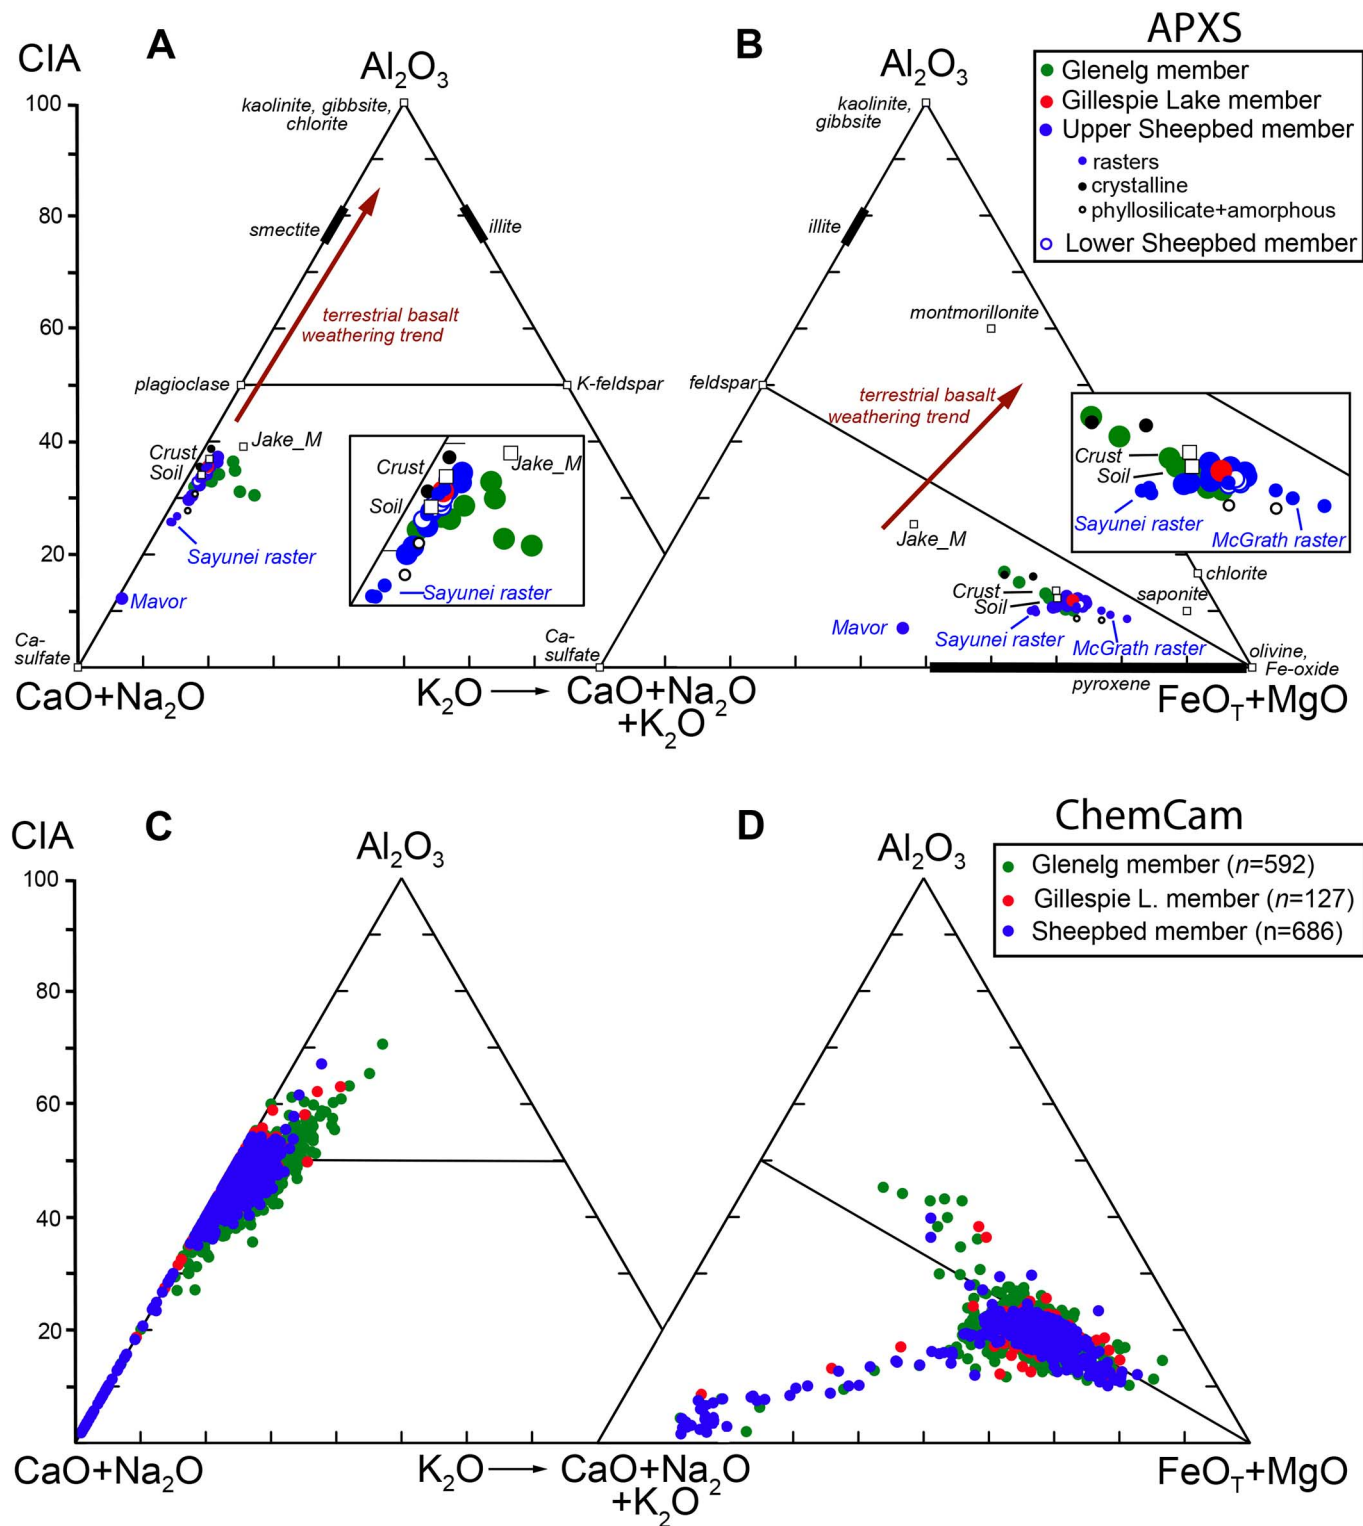 APXS
A
B
CIA
Al₂O₃
Al₂O₃
Glenelg member
Gillespie Lake member
Upper Sheepbed member
rasters
crystalline
phyllosilicate+amorphous
Lower Sheepbed member
100
80
60
40
20
kaolinite, gibbsite,
chlorite
smectite
illite
terrestrial basalt
weathering trend
plagioclase
K-feldspar
Jake_M
Crust
Soil
Sayunei raster
Mavor
Ca-
sulfate
Crust
Jake_M
Soil
Sayunei raster
CaO+Na₂O
K₂O
kaolinite,
gibbsite
illite
montmorillonite
feldspar
terrestrial basalt
weathering trend
Jake_M
Crust
Soil
Sayunei raster
McGrath raster
chlorite
saponite
Crust
Soil
Mavor
Sayunei raster
McGrath raster
Ca-
sulfate
olivine,
Fe-oxide
pyroxene
CaO+Na₂O
+K₂O
FeOT+MgO
ChemCam
C
D
CIA
Al₂O₃
Al₂O₃
Glenelg member (n=592)
Gillespie L. member (n=127)
Sheepbed member (n=686)
100
80
60
40
20
CaO+Na₂O
K₂O
CaO+Na₂O
+K₂O
FeOT+MgO